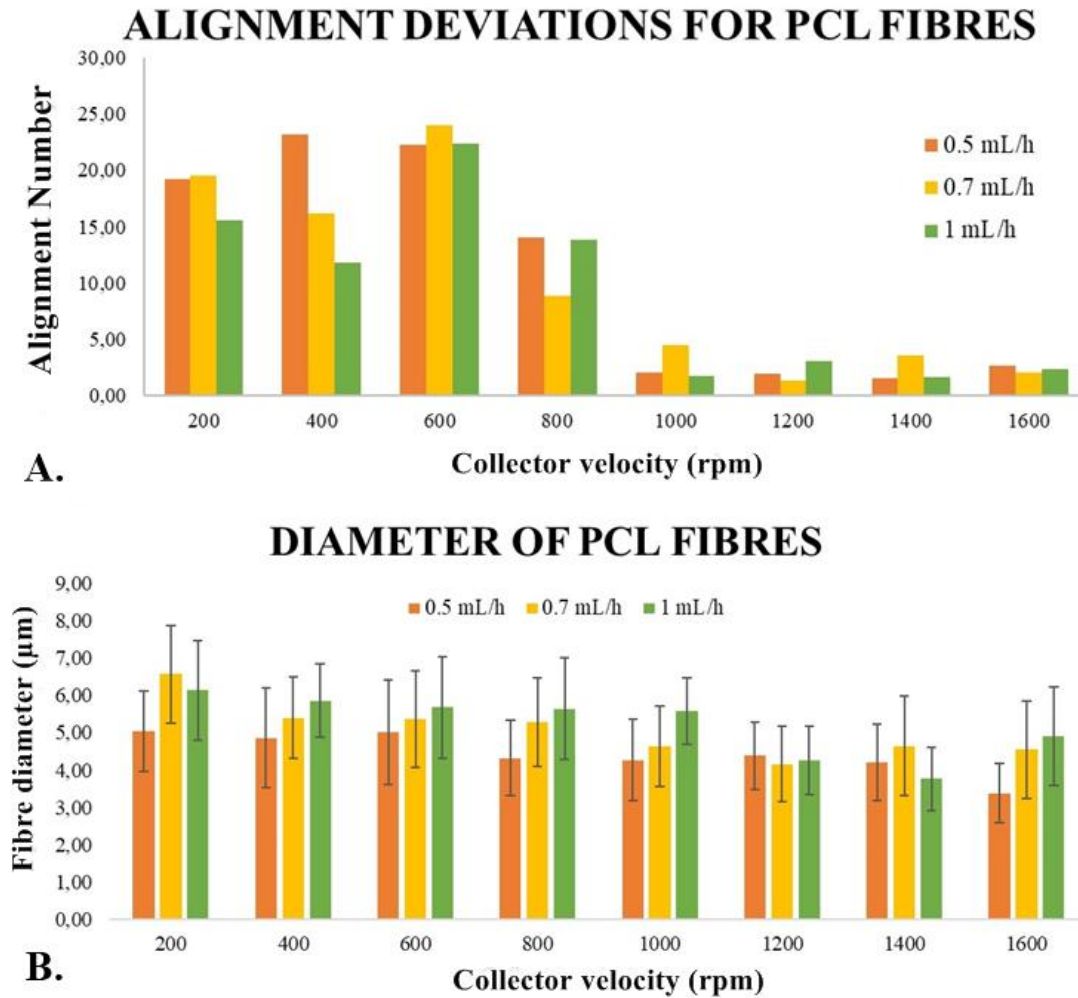 ALIGNMENT DEVIATIONS FOR PCL FIBRES
30,00
25,00
20,00
15,00
10,00
5,00
0,00
Alignment Number
0.5 mL/h
0.7 mL/h
1 mL/h
200 400 600 800 1000 1200 1400 1600
Collector velocity (rpm)
A.
DIAMETER OF PCL FIBRES
9,00
8,00
7,00
6,00
5,00
4,00
3,00
2,00
1,00
0,00
Fibre diameter (μm)
0.5 mL/h 0.7 mL/h 1 mL/h
200 400 600 800 1000 1200 1400 1600
Collector velocity (rpm)
B.